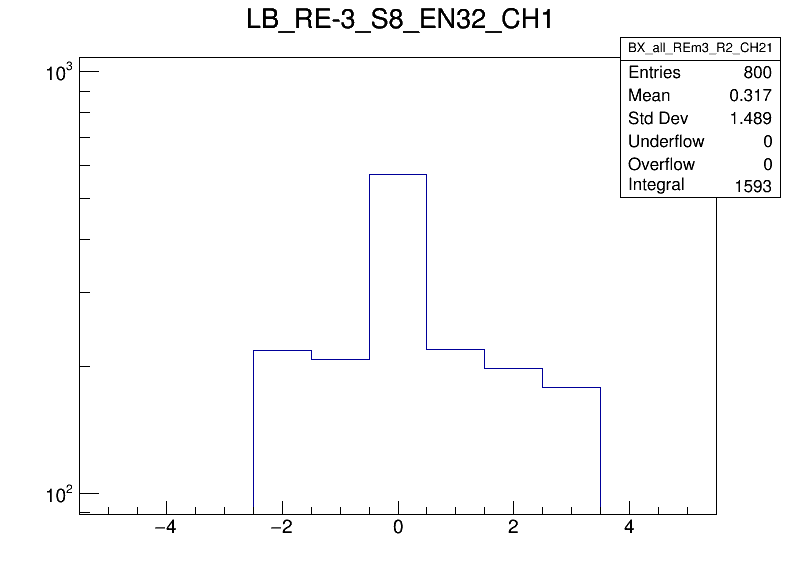 LB_RE-3_S8_EN32_CH1
BX_all_REm3_R2_CH21
Entries 800
Mean 0.317
Std Dev 1.489
Underflow 0
Overflow 0
Integral 1593
10³
10²
−4 −2 0 2 4